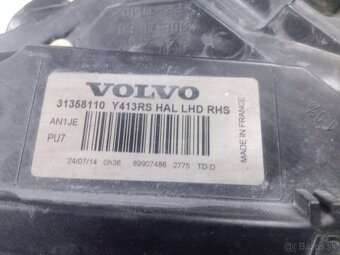 VOLVO
31358110 Y413RS HAL LHD RHS
AN1JE
PU7
24/07/14 0h36 89907486 2775 TD D
MADE IN FRANCE